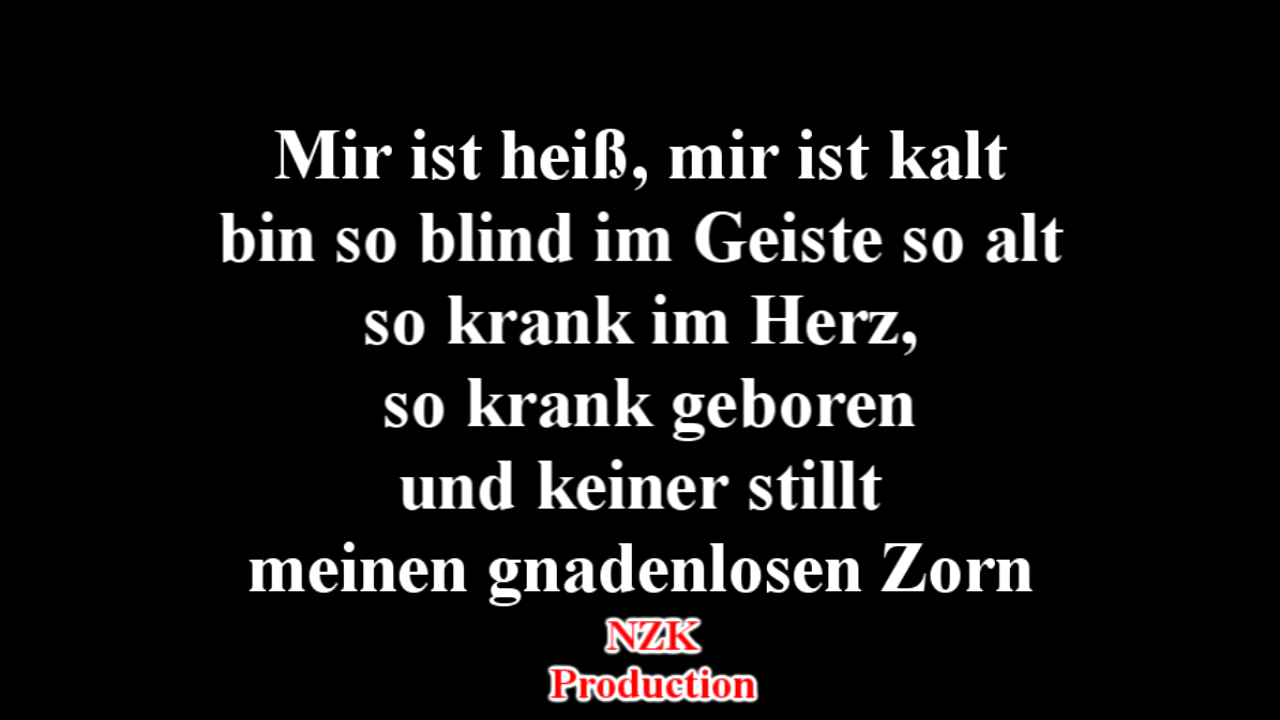 Mir ist heiß, mir ist kalt
bin so blind im Geiste so alt
so krank im Herz,
so krank geboren
und keiner stillt
meinen gnadenlosen Zorn
NZK
Production